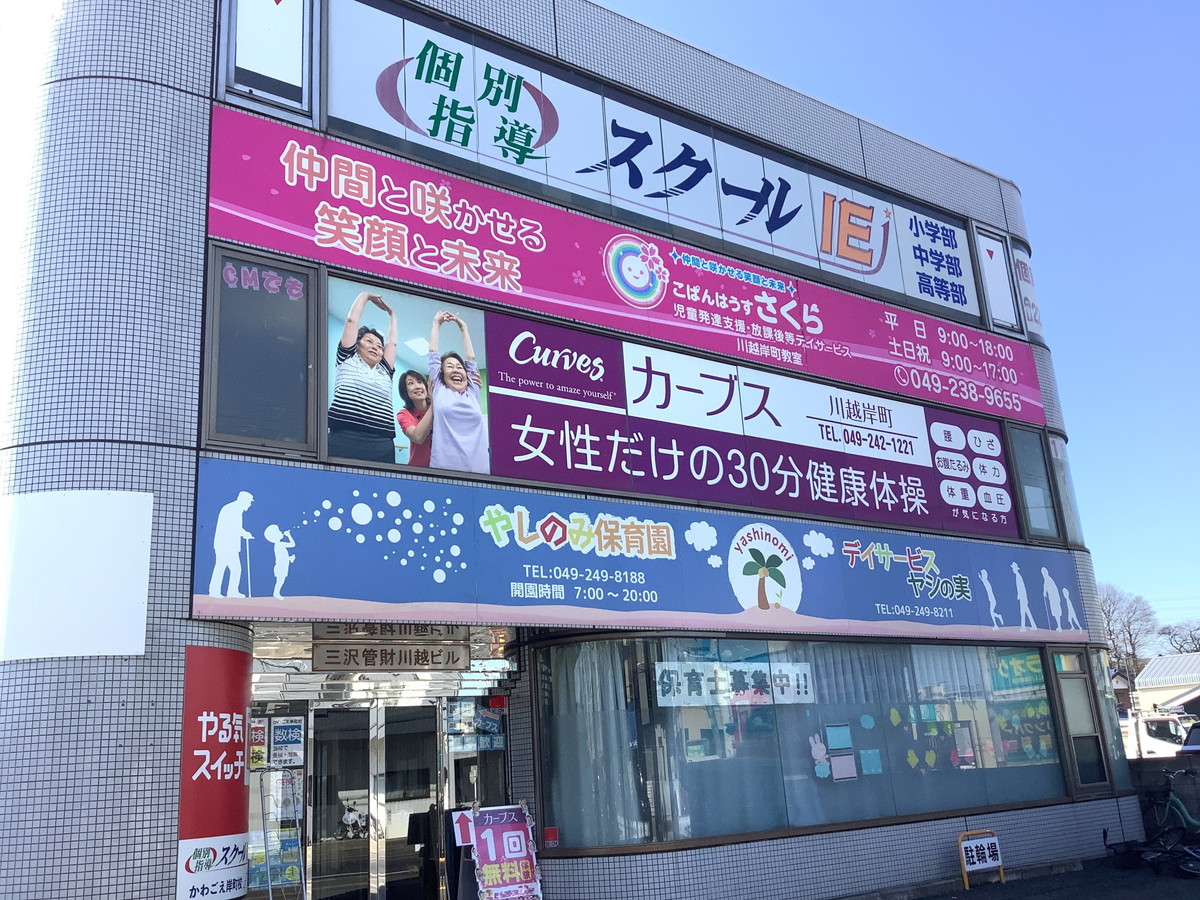 個別
指導
スクールIE
小学部
中学部
高等部
仲間と咲かせる
笑顔と未来
仲間と咲かせる笑顔と未来
こぱんはうすさくら
児童発達支援・放課後等デイサービス
川越岸町教室
平日 9:00~18:00
土日祝 9:00~17:00
049-238-9655
Curves
The power to amaze yourself
カーブス
川越岸町
TEL.049-242-1221
女性だけの30分健康体操
腰
ひざ
お腹たるみ
体力
体重
血圧
が気になる方
やしのみ保育園
TEL:049-249-8188
開園時間 7:00~20:00
yashinomi
デイサービス
ヤシの実
TEL:049-249-8211
三沢管財川越ビル
保育士募集中!!
やる気
スイッチ
個別
指導
スクール
かわごえ岸町校
数検
カーブス
1回
無料
駐輪場